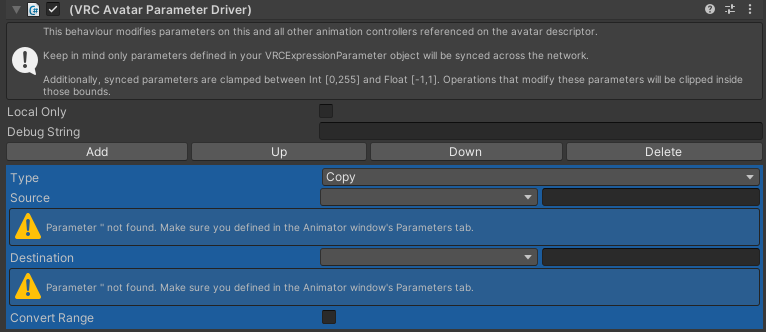 (VRC Avatar Parameter Driver)
This behaviour modifies parameters on this and all other animation controllers referenced on the avatar descriptor.
Keep in mind only parameters defined in your VRCExpressionParameter object will be synced across the network.
Additionally, synced parameters are clamped between Int [0,255] and Float [-1,1]. Operations that modify these parameters will be clipped inside
those bounds.
Local Only
Debug String
Add Up Down Delete
Type Copy
Source
Parameter '' not found. Make sure you defined in the Animator window's Parameters tab.
Destination
Parameter '' not found. Make sure you defined in the Animator window's Parameters tab.
Convert Range